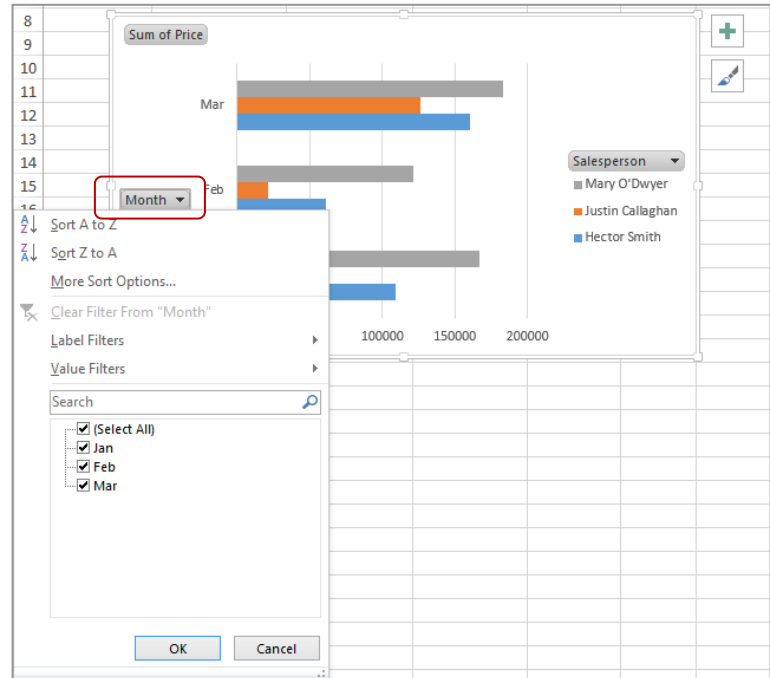 8
9
10
11
12
13
14
15
16
Sum of Price
Mar
Feb
Month
Salesperson
Mary O'Dwyer
Justin Callaghan
Hector Smith
100000 150000 200000
Sort A to Z
Sort Z to A
More Sort Options...
Clear Filter From "Month"
Label Filters
Value Filters
Search
(Select All)
Jan
Feb
Mar
OK Cancel